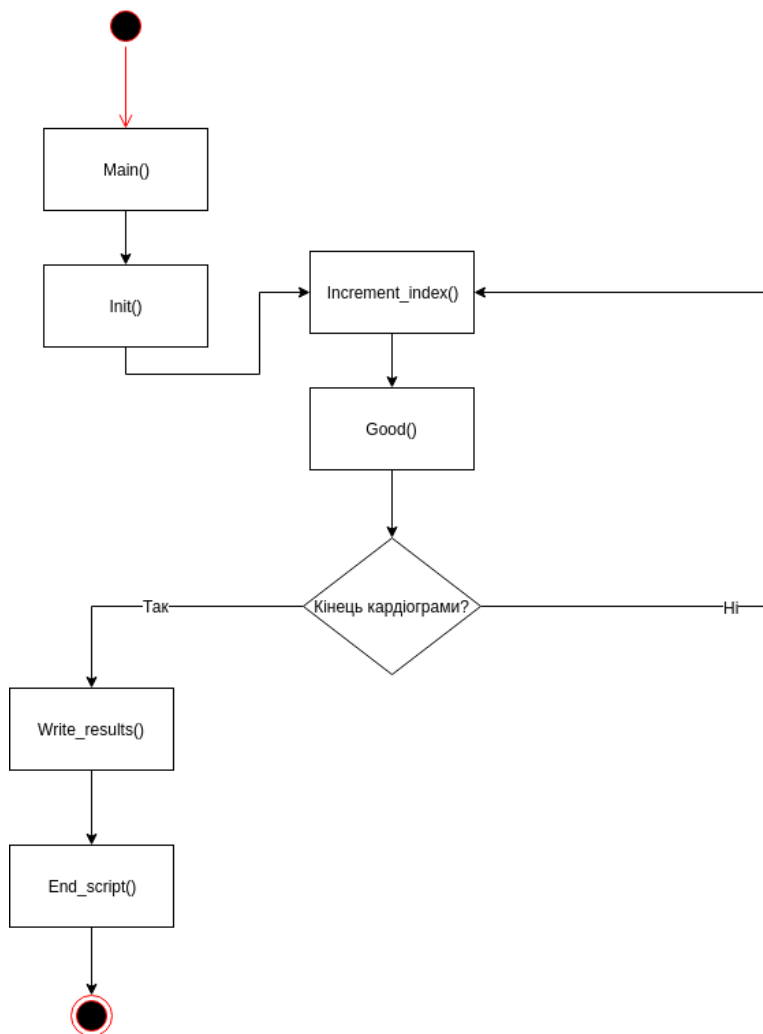 Main()
Init()
Increment_index()
Good()
Кінець кардіограми?
Так
Ні
Write_results()
End_script()